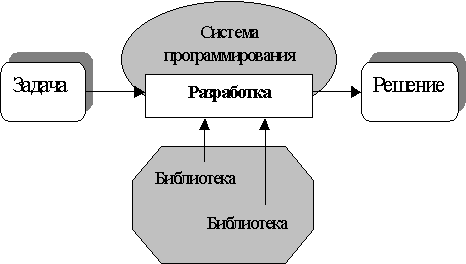 Система
программирования
Задача
Разработка
Решение
Библиотека
Библиотека